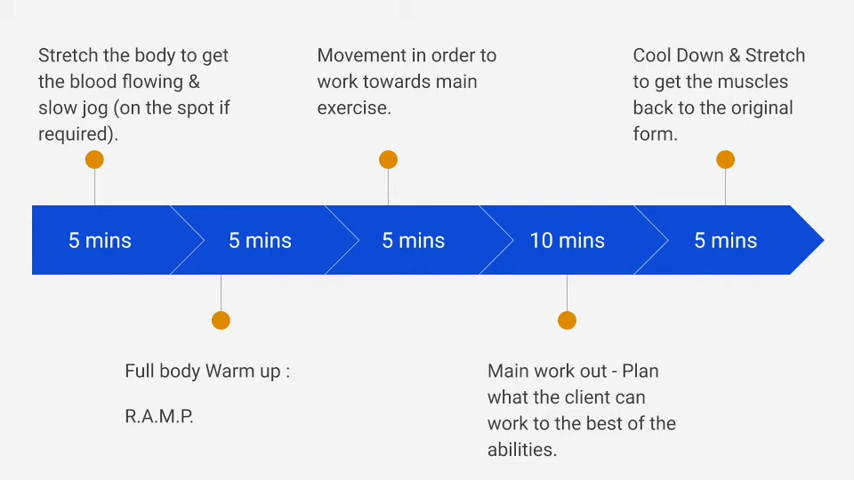 Stretch the body to get
the blood flowing &
slow jog (on the spot if
required).
Movement in order to
work towards main
exercise.
Cool Down & Stretch
to get the muscles
back to the original
form.
5 mins
5 mins
5 mins
10 mins
5 mins
Full body Warm up :
R.A.M.P.
Main work out - Plan
what the client can
work to the best of the
abilities.